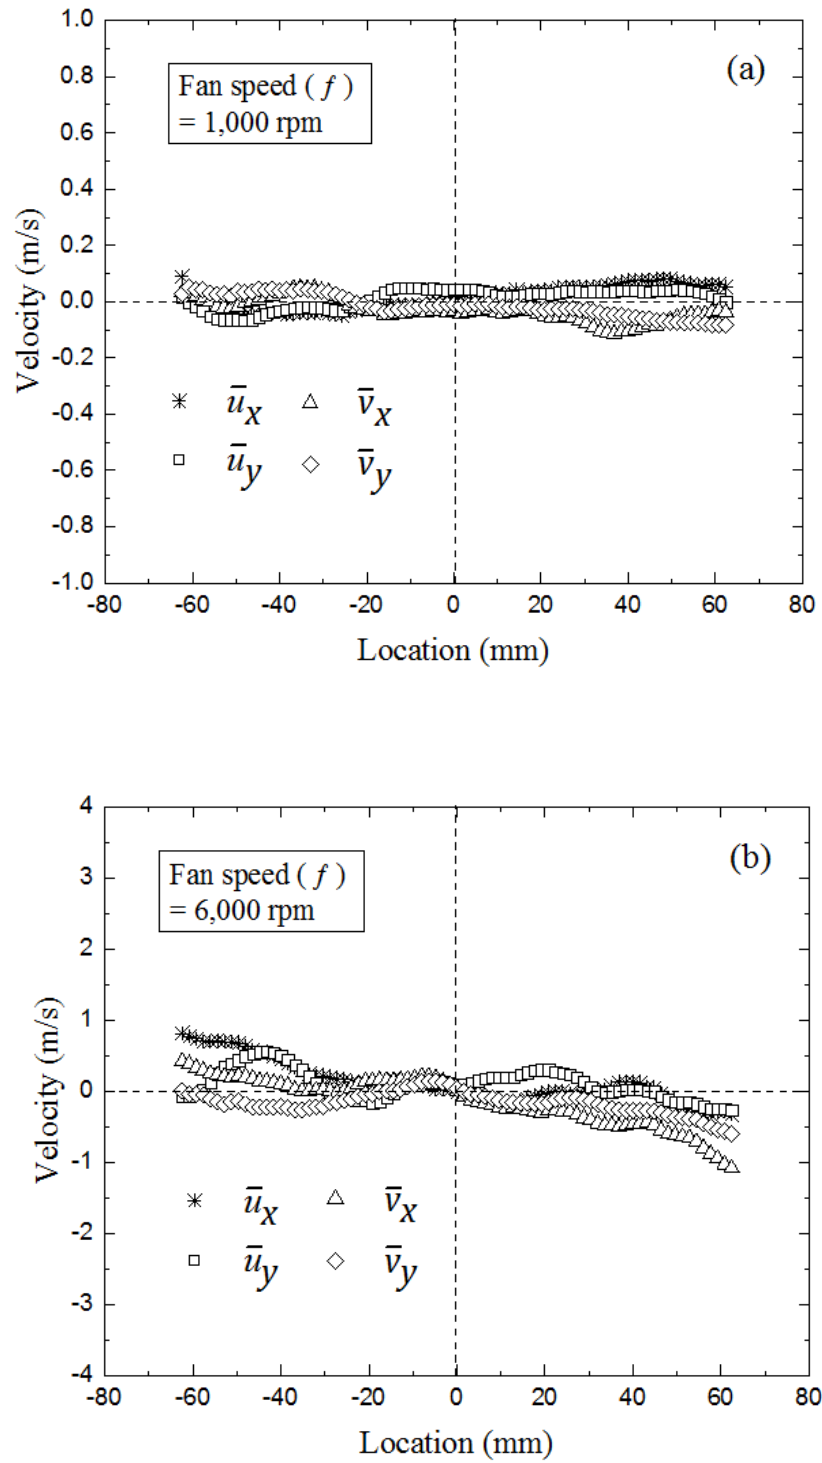 1.0
(a)
Fan speed ( f )
= 1,000 rpm
0.8
0.6
0.4
0.2
0.0
-0.2
-0.4
-0.6
-0.8
-1.0
Velocity (m/s)
ūx v̄x
ūy v̄y
-80 -60 -40 -20 0 20 40 60 80
Location (mm)
4
(b)
Fan speed ( f )
= 6,000 rpm
3
2
1
0
-1
-2
-3
-4
Velocity (m/s)
ūx v̄x
ūy v̄y
-80 -60 -40 -20 0 20 40 60 80
Location (mm)